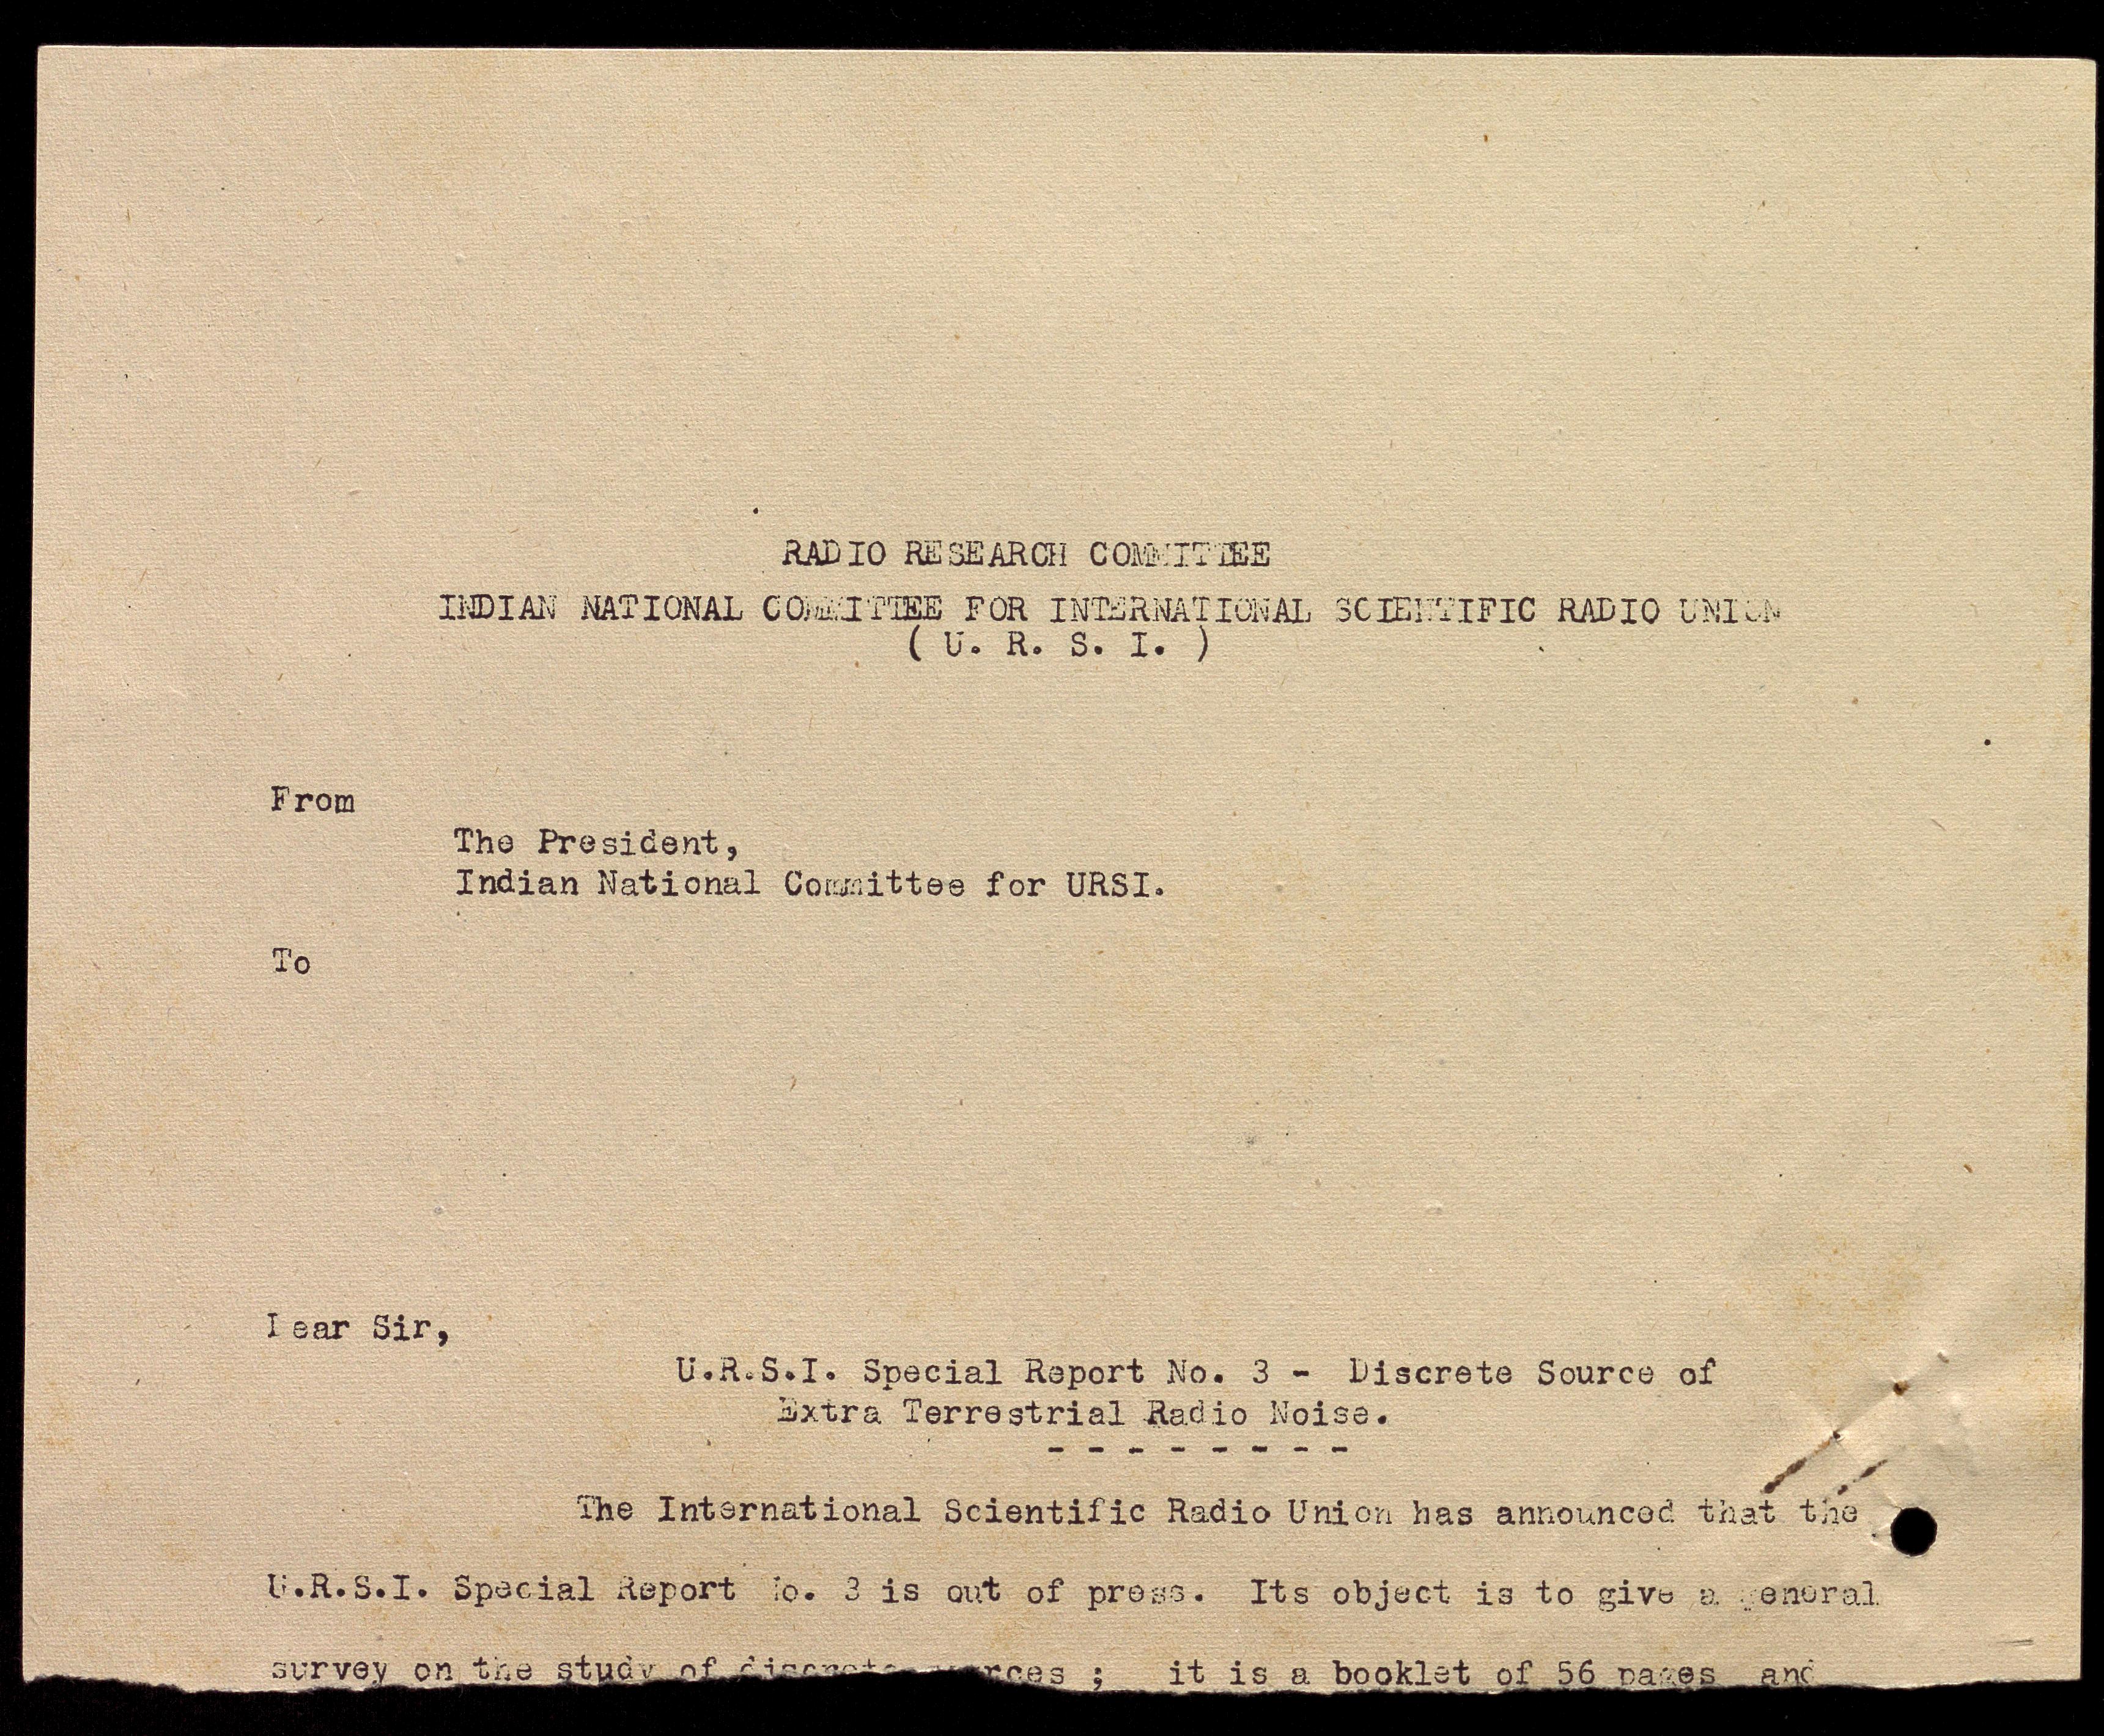 RADIO RESEARCH COMMITTEE
INDIAN NATIONAL COMMITTEE FOR INTERNATIONAL SCIENTIFIC RADIO UNION
( U. R. S. I. )
From
The President,
Indian National Committee for URSI.
To
Dear Sir,
U.R.S.I. Special Report No. 3 - Discrete Source of
Extra Terrestrial Radio Noise.
- - - - - - - -
The International Scientific Radio Union has announced that the
U.R.S.I. Special Report No. 3 is out of press. Its object is to give a general
survey on the study of discrete sources ; it is a booklet of 56 pages and